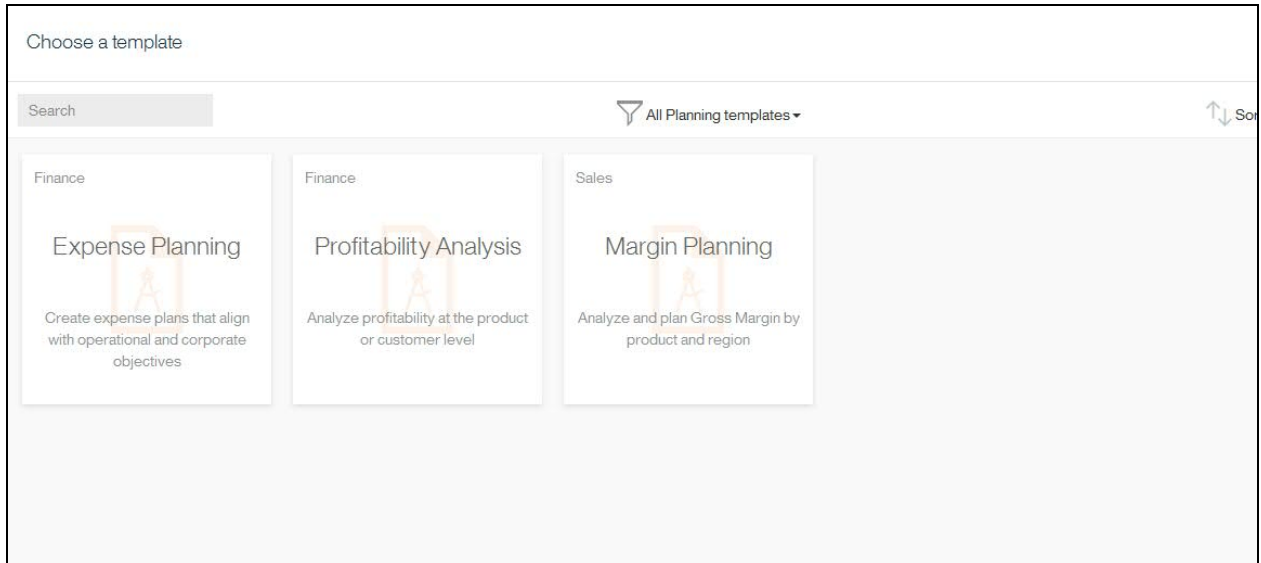 Choose a template
Search
All Planning templates
Finance
Expense Planning
Create expense plans that align
with operational and corporate
objectives
Finance
Profitability Analysis
Analyze profitability at the product
or customer level
Sales
Margin Planning
Analyze and plan Gross Margin by
product and region